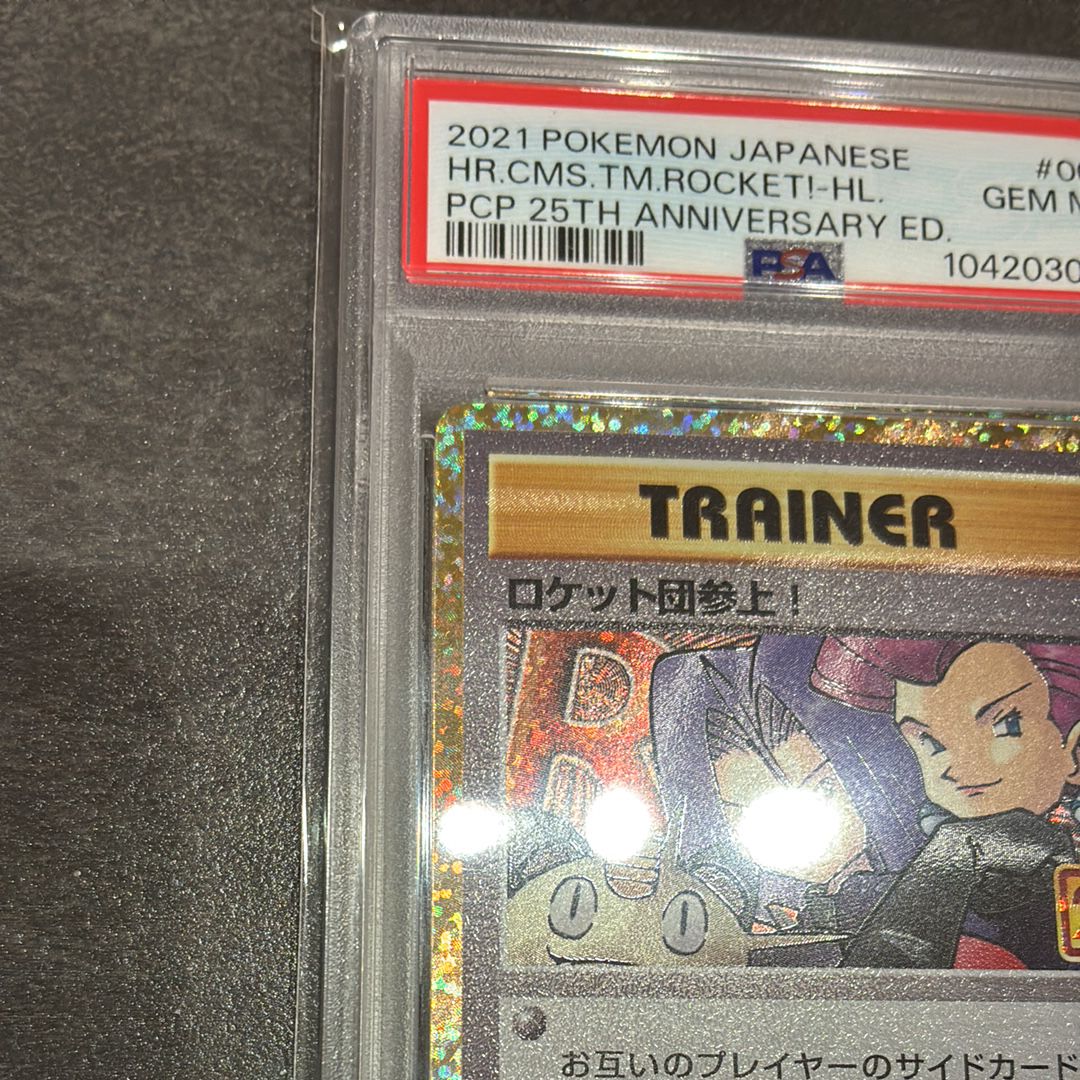 2021 POKEMON JAPANESE
HR.CMS.TM.ROCKET!-HL.
GEM
PCP 25TH ANNIVERSARY ED.
PSA
TRAINER
ロケット団参上!
R
お互いのプレイヤーのサイドカード